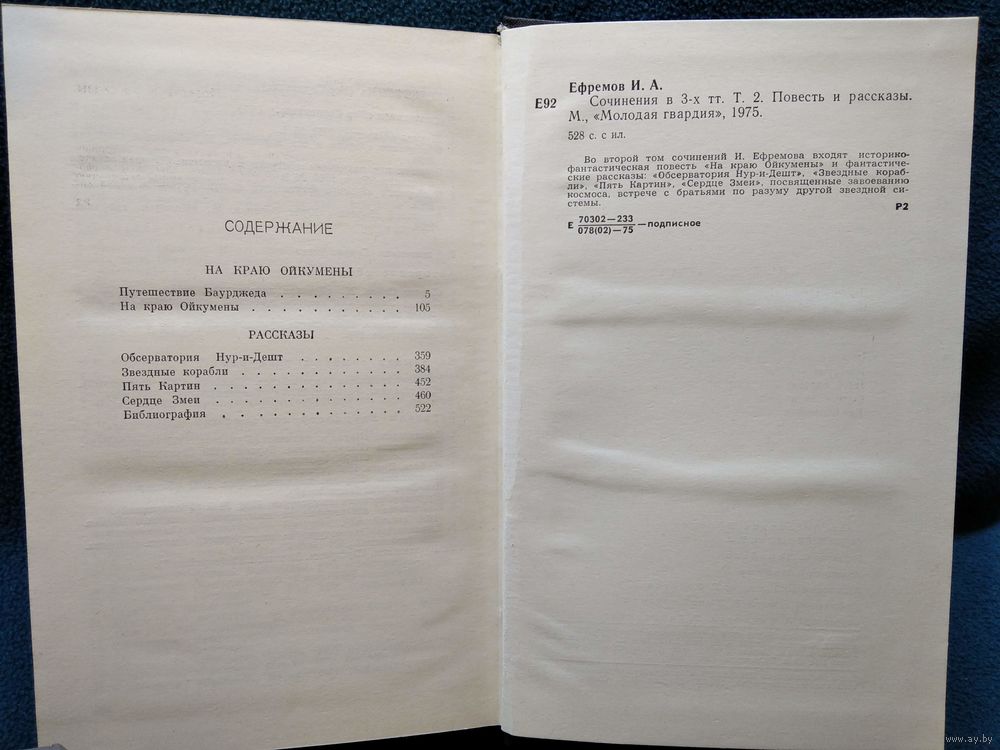 СОДЕРЖАНИЕ
НА КРАЮ ОЙКУМЕНЫ
Путешествие Баурджеда . . . . . . . . . 5
На краю Ойкумены . . . . . . . . . . . 105
РАССКАЗЫ
Обсерватория Нур-и-Дешт . . . . . . . 359
Звездные корабли . . . . . . . . . . . 384
Пять Картин . . . . . . . . . . . . 452
Сердце Змеи . . . . . . . . . . . . 460
Библиография . . . . . . . . . . . 522
Ефремов И. А.
Е92 Сочинения в 3-х тт. Т. 2. Повесть и рассказы.
М., «Молодая гвардия», 1975.
528 с. с ил.
Во второй том сочинений И. Ефремова входят историко-
фантастическая повесть «На краю Ойкумены» и фантастиче-
ские рассказы: «Обсерватория Нур-и-Дешт», «Звездные кораб-
ли», «Пять Картин», «Сердце Змеи», посвященные завоеванию
космоса, встрече с братьями по разуму другой звездной си-
стемы.
Р2
70302—233
Е —подписное
078(02)—75
www.ay.by